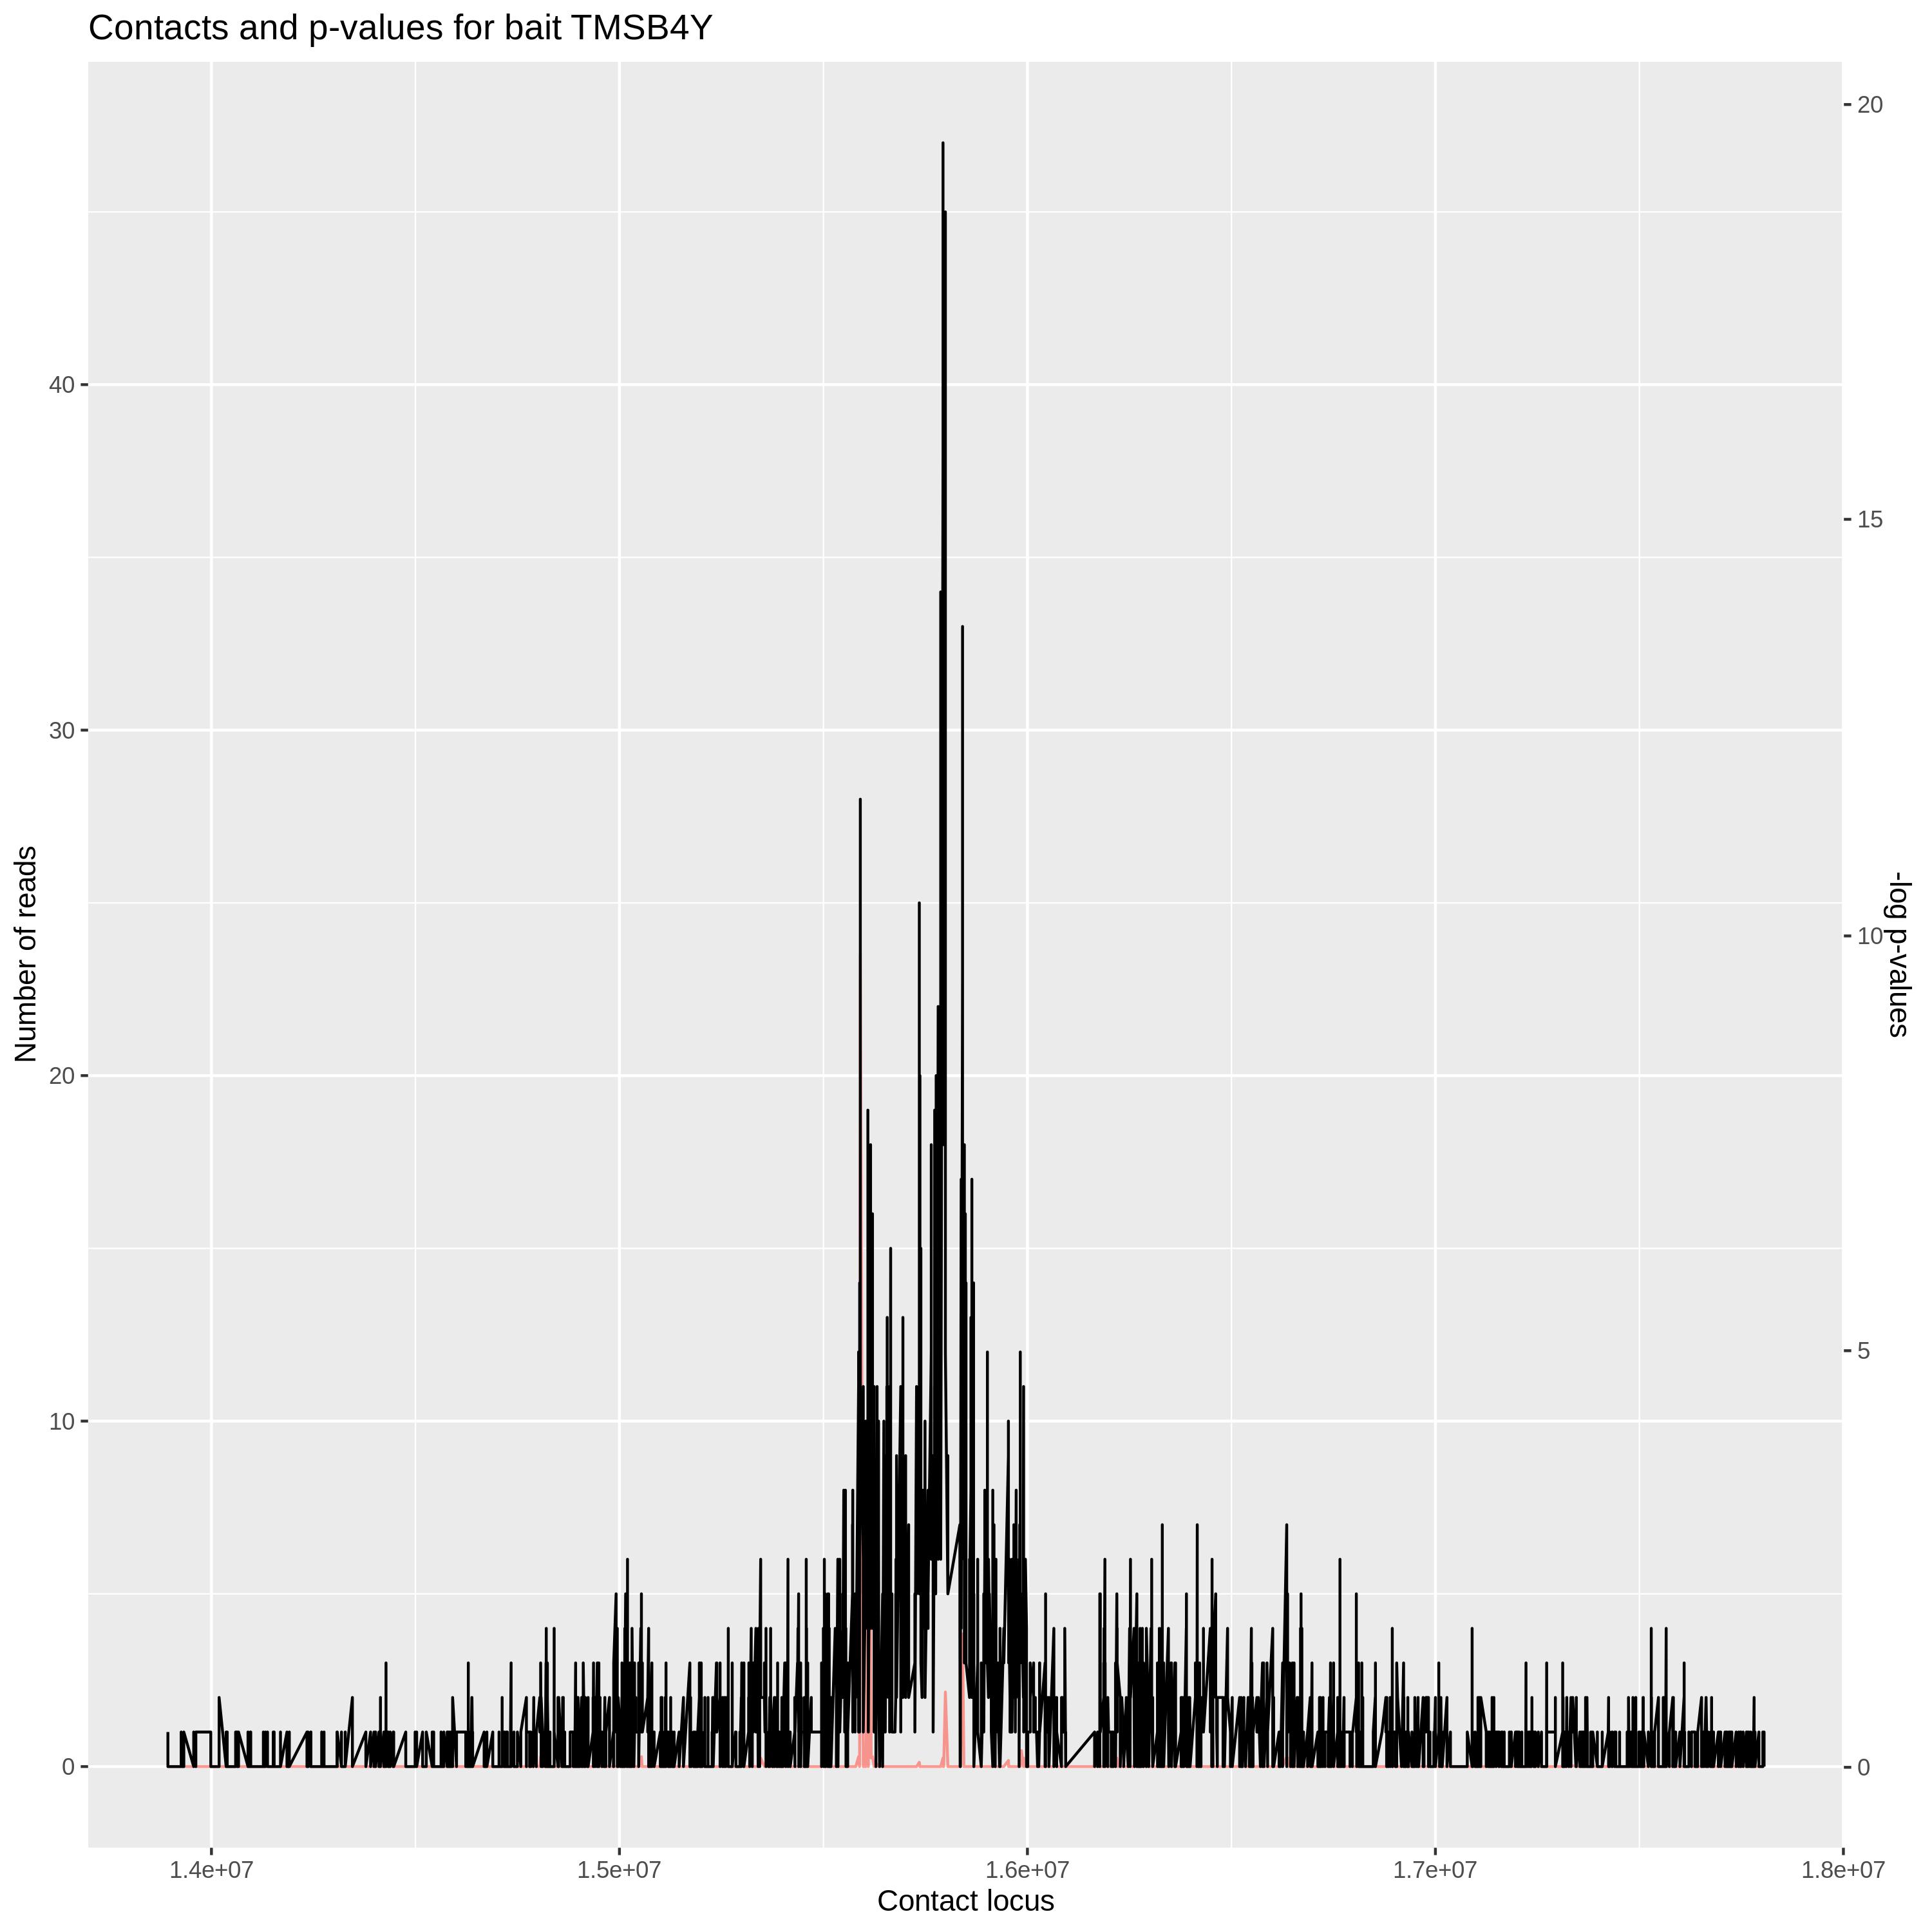 Contacts and p-values for bait TMSB4Y
Number of reads
40
30
20
10
0
20
15
10
5
0
-log p-values
1.4e+07
1.5e+07
1.6e+07
1.7e+07
1.8e+07
Contact locus